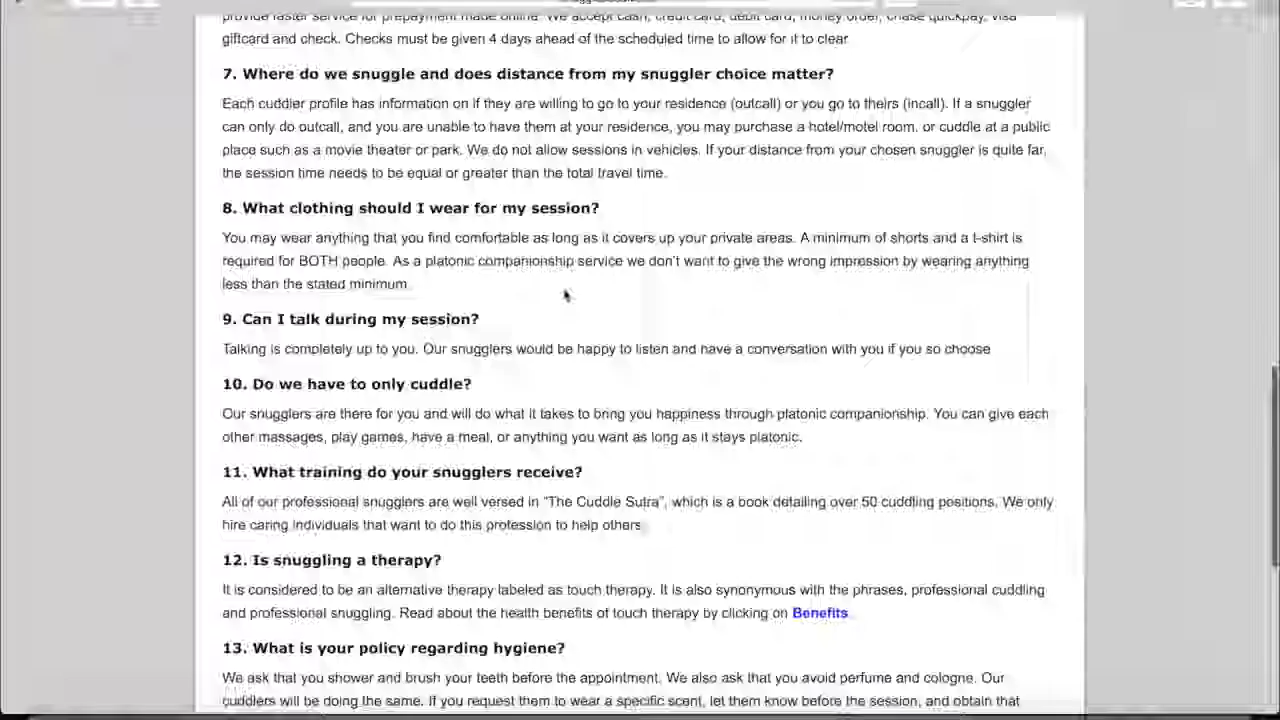 provide faster service for prepayment made online. We accept cash, credit card, debit card, money order, chase quickpay, visa
giftcard and check. Checks must be given 4 days ahead of the scheduled time to allow for it to clear
7. Where do we snuggle and does distance from my snuggler choice matter?
Each cuddler profile has information on if they are willing to go to your residence (outcall) or you go to theirs (incall). If a snuggler
can only do outcall, and you are unable to have them at your residence, you may purchase a hotel/motel room. or cuddle at a public
place such as a movie theater or park. We do not allow sessions in vehicles. If your distance from your chosen snuggler is quite far,
the session time needs to be equal or greater than the total travel time.
8. What clothing should I wear for my session?
You may wear anything that you find comfortable as long as it covers up your private areas. A minimum of shorts and a t-shirt is
required for BOTH people. As a platonic companionship service we don't want to give the wrong impression by wearing anything
less than the stated minimum
9. Can I talk during my session?
Talking is completely up to you. Our snugglers would be happy to listen and have a conversation with you if you so choose
10. Do we have to only cuddle?
Our snugglers are there for you and will do what it takes to bring you happiness through platonic companionship. You can give each
other massages, play games, have a meal, or anything you want as long as it stays platonic.
11. What training do your snugglers receive?
All of our professional snugglers are well versed in "The Cuddle Sutra", which is a book detailing over 50 cuddling positions. We only
hire caring individuals that want to do this profession to help others
12. Is snuggling a therapy?
It is considered to be an alternative therapy labeled as touch therapy. It is also synonymous with the phrases, professional cuddling
and professional snuggling. Read about the health benefits of touch therapy by clicking on Benefits
13. What is your policy regarding hygiene?
We ask that you shower and brush your teeth before the appointment. We also ask that you avoid perfume and cologne. Our
cuddlers will be doing the same. If you request them to wear a specific scent, let them know before the session, and obtain that